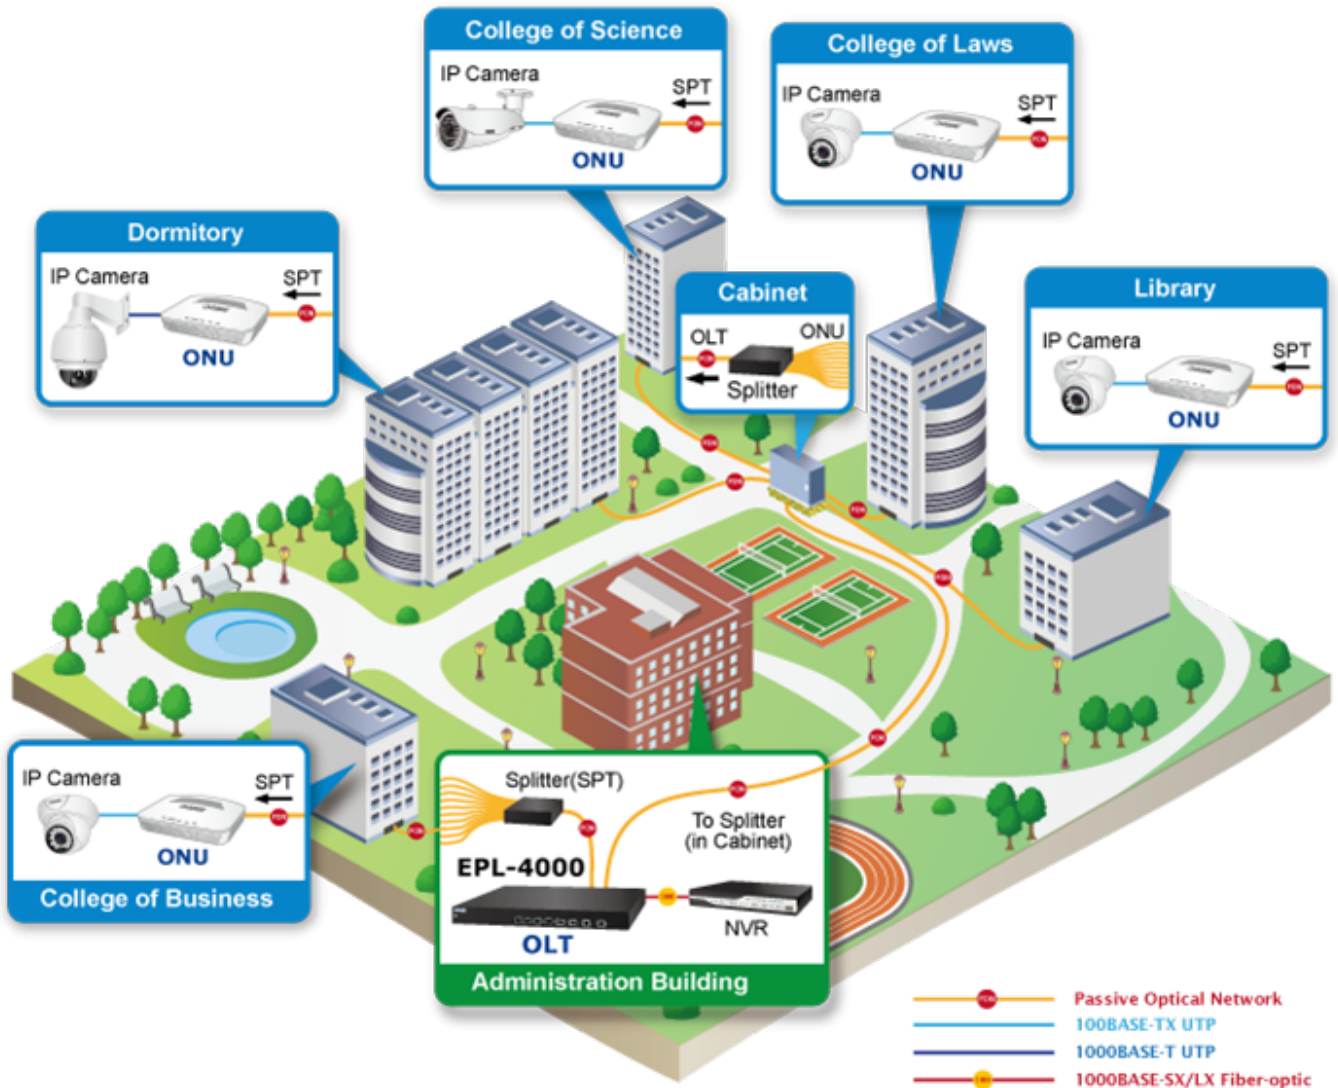 College of Science
IP Camera
SPT
ONU
College of Laws
IP Camera
SPT
ONU
Dormitory
IP Camera
SPT
ONU
Cabinet
OLT
ONU
Splitter
Library
IP Camera
SPT
ONU
IP Camera
SPT
ONU
College of Business
Splitter(SPT)
To Splitter
(in Cabinet)
EPL-4000
OLT
NVR
Administration Building
Passive Optical Network
100BASE-TX UTP
1000BASE-T UTP
1000BASE-SX/LX Fiber-optic